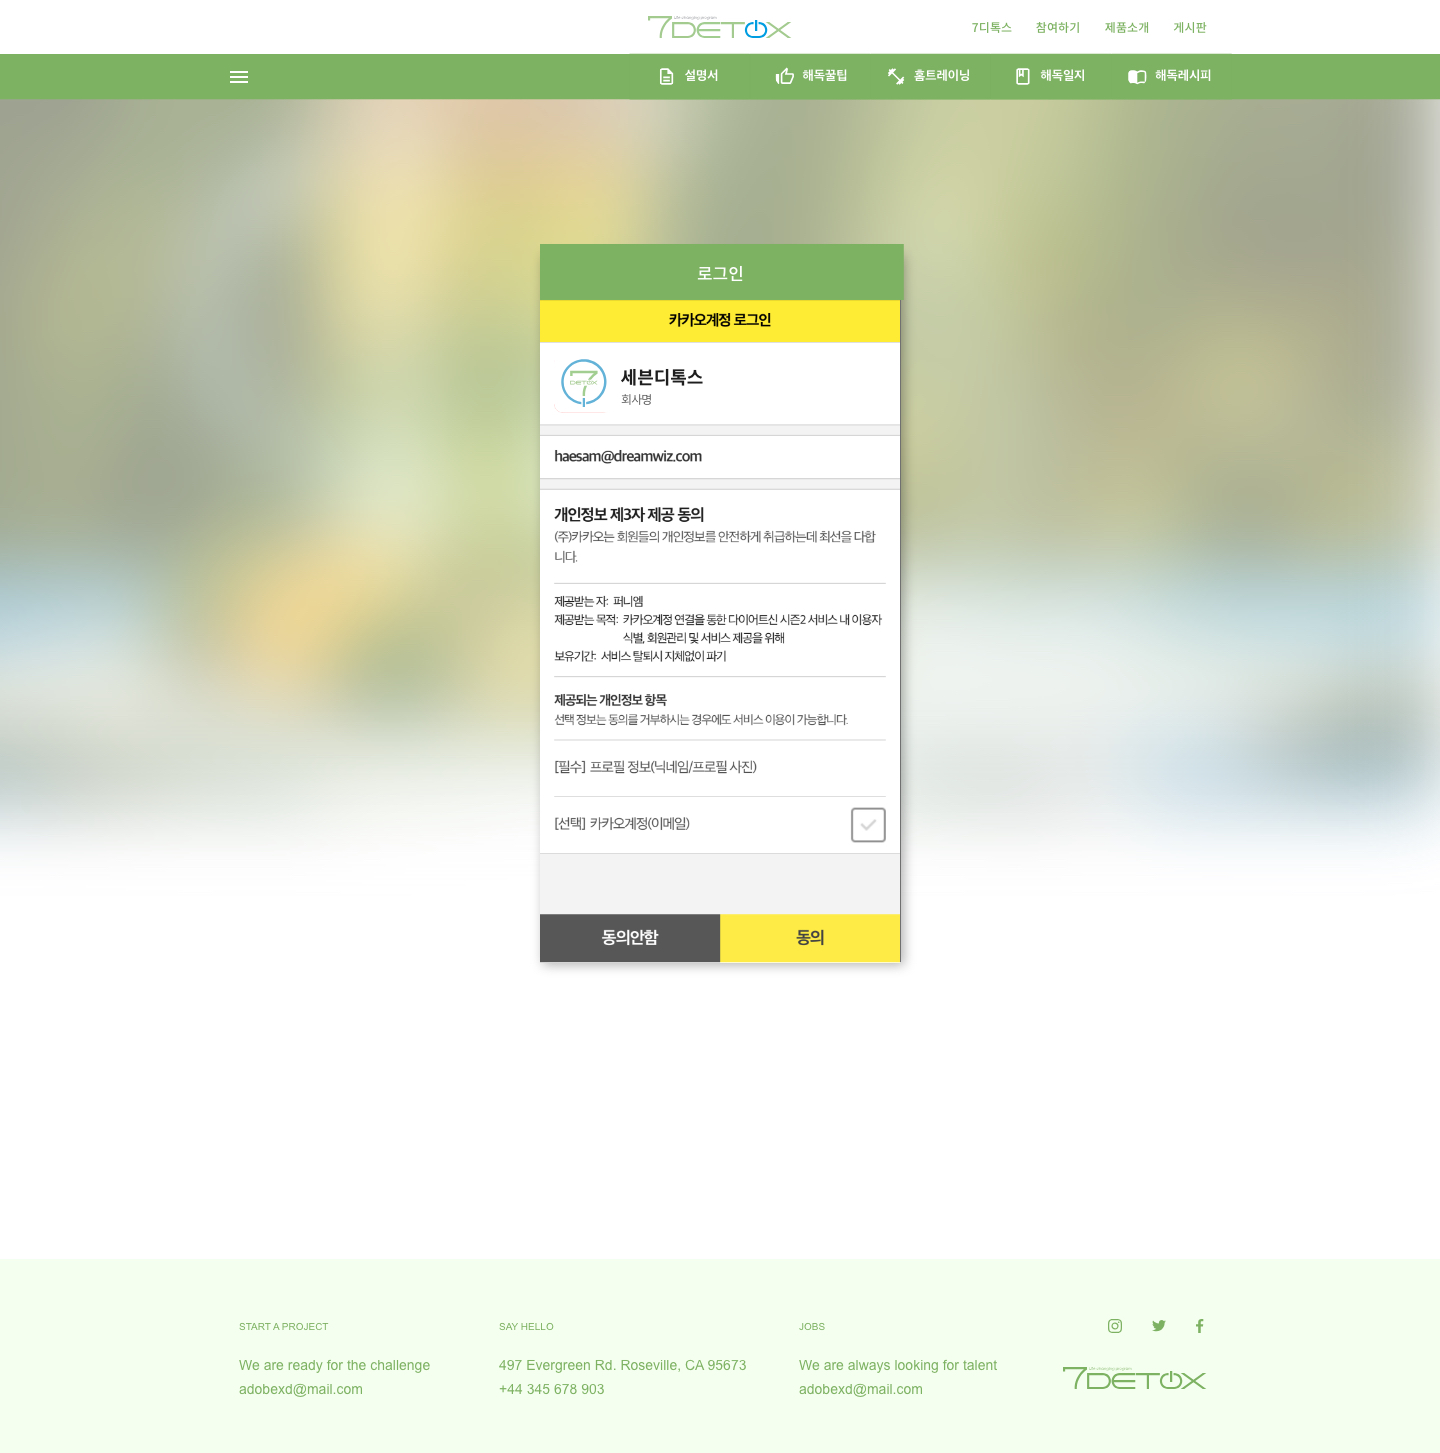 7DETOX
7디톡스 참여하기 제품소개 게시판
설명서 해독꿀팁 홈트레이닝 해독일지 해독레시피
로그인
카카오계정 로그인
7
DETOX
세븐디톡스
회사명
haesam@dreamwiz.com
개인정보 제3자 제공 동의
(주)카카오는 회원들의 개인정보를 안전하게 취급하는데 최선을 다합
니다.
제공받는 자: 퍼니엠
제공받는 목적: 카카오계정 연결을 통한 다이어트신 시즌2 서비스 내 이용자
식별, 회원관리 및 서비스 제공을 위해
보유기간: 서비스 탈퇴시 지체없이 파기
제공되는 개인정보 항목
선택 정보는 동의를 거부하시는 경우에도 서비스 이용이 가능합니다.
[필수] 프로필 정보(닉네임/프로필 사진)
[선택] 카카오계정(이메일)
동의안함 동의
START A PROJECT
We are ready for the challenge
adobexd@mail.com
SAY HELLO
497 Evergreen Rd. Roseville, CA 95673
+44 345 678 903
JOBS
We are always looking for talent
adobexd@mail.com
7DETOX